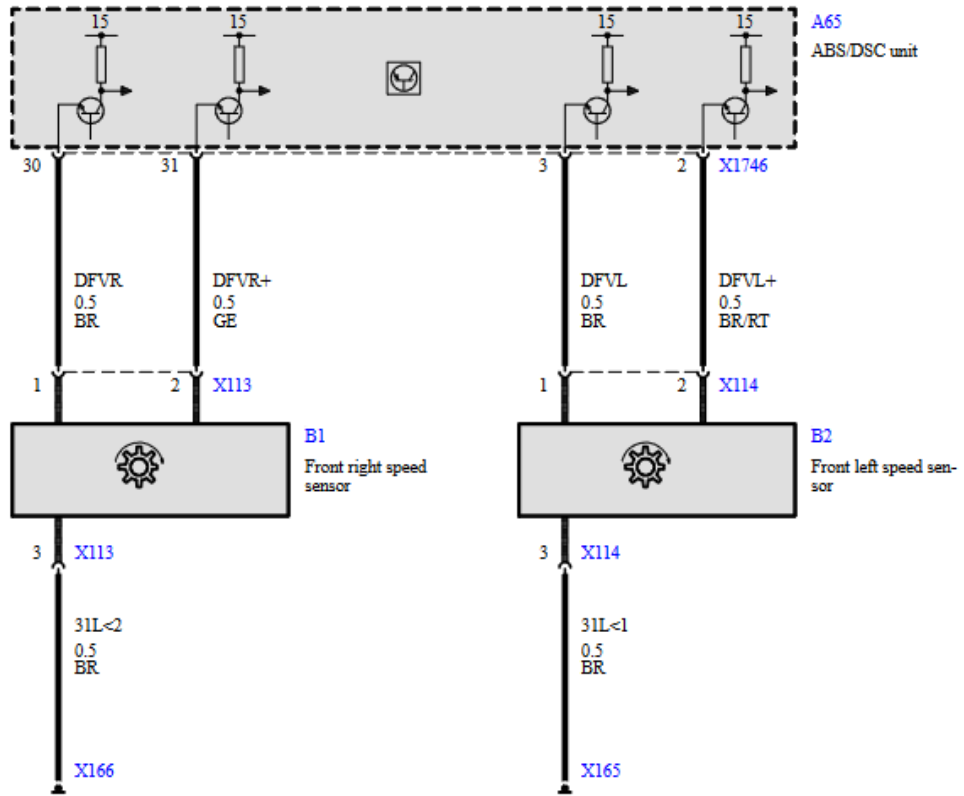 15 15 15 15 A65
ABS/DSC unit
30 31 3 2 X1746
DFVR DFVR+ DFVL DFVL+
0.5 0.5 0.5 0.5
BR GE BR BR/RT
1 2 X113 1 2 X114
B1 B2
Front right speed Front left speed sen-
sensor sor
3 X113 3 X114
31L<2 31L<1
0.5 0.5
BR BR
X166 X165